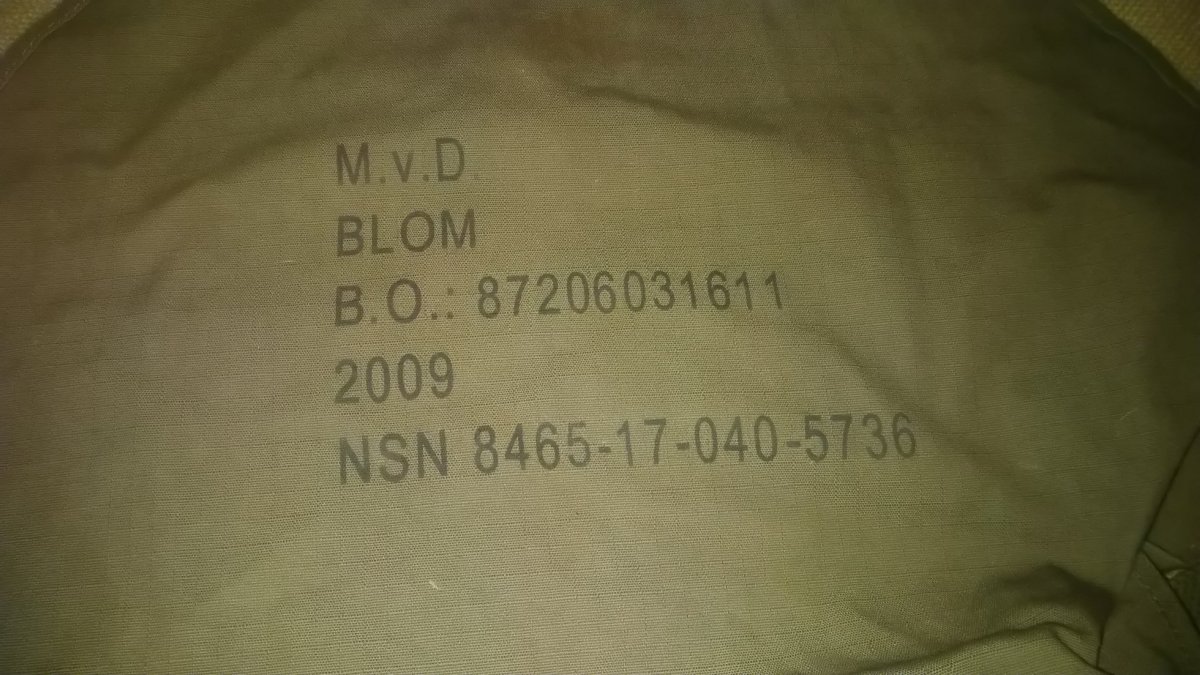 M.v.D.
BLOM
B.O.: 87206031611
2009
NSN 8465-17-040-5736